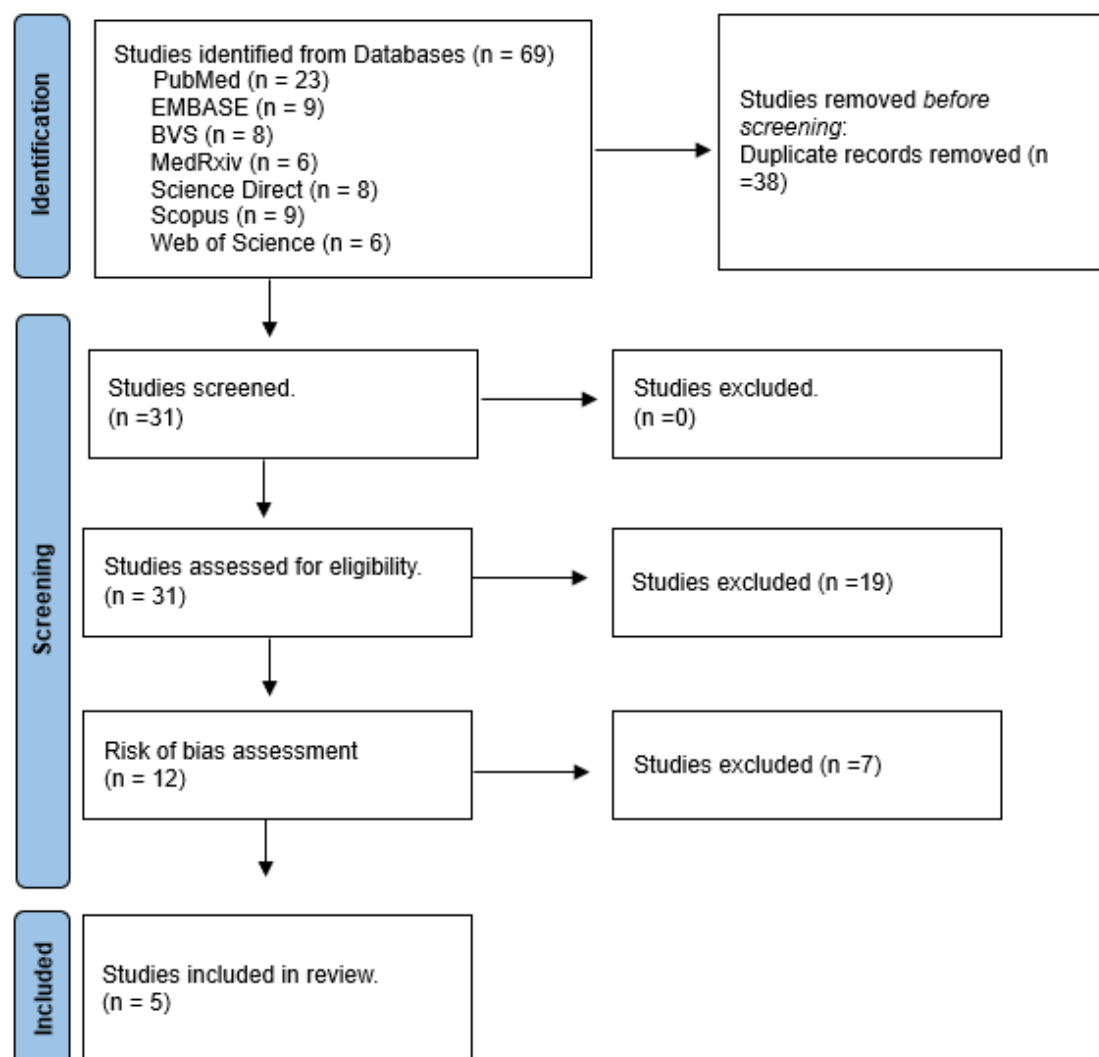 Identification
Studies identified from Databases (n = 69)
PubMed (n = 23)
EMBASE (n = 9)
BVS (n = 8)
MedRxiv (n = 6)
Science Direct (n = 8)
Scopus (n = 9)
Web of Science (n = 6)
Studies removed before
screening:
Duplicate records removed (n
=38)
Screening
Studies screened.
(n =31)
Studies excluded.
(n =0)
Studies assessed for eligibility.
(n = 31)
Studies excluded (n =19)
Risk of bias assessment
(n = 12)
Studies excluded (n =7)
Included
Studies included in review.
(n = 5)